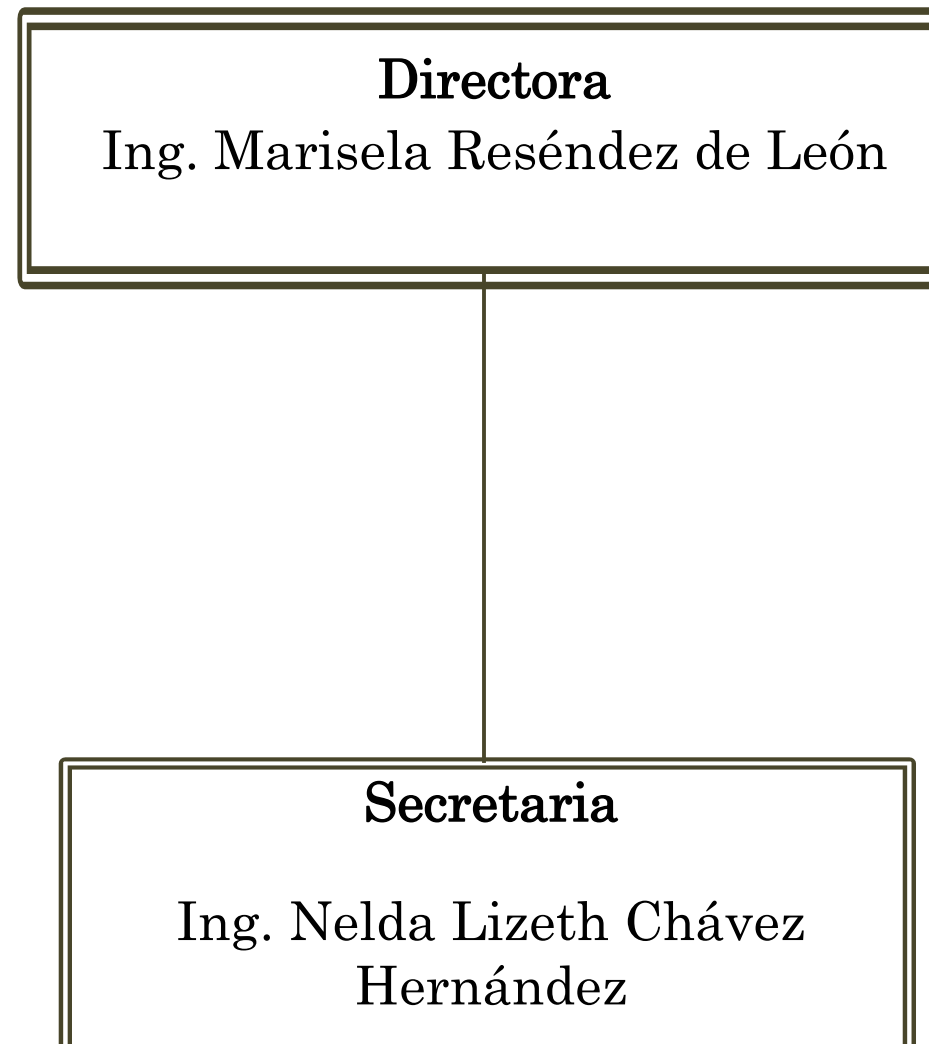 Directora
Ing. Marisela Reséndez de León
Secretaria
Ing. Nelda Lizeth Chávez
Hernández